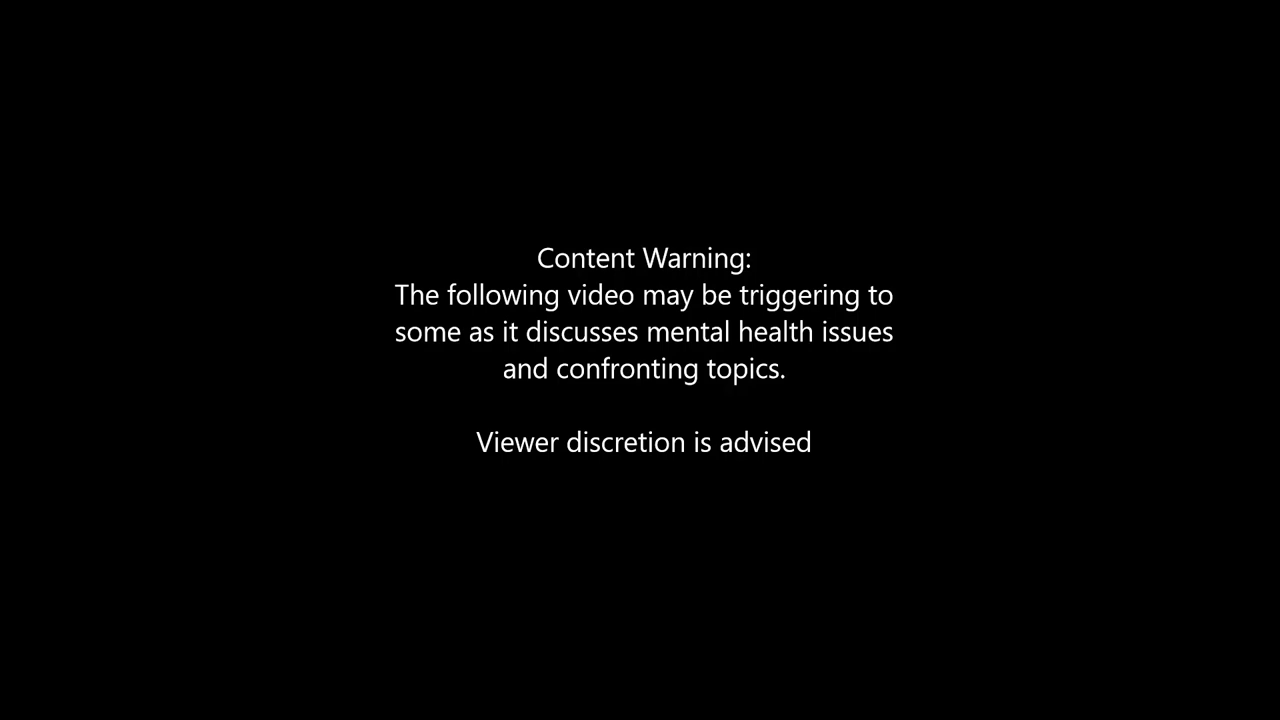 Content Warning:
The following video may be triggering to
some as it discusses mental health issues
and confronting topics.
Viewer discretion is advised